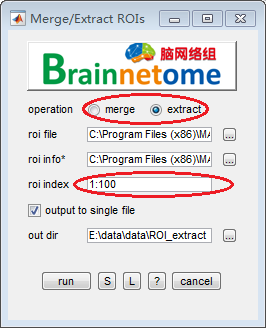 Merge/Extract ROIs
脑网络组
Brainnetome
operation merge extract
roi file C:\Program Files (x86)\MA ...
roi info* C:\Program Files (x86)\MA ...
roi index 1:100
output to single file
out dir E:\data\data\ROI_extract ...
run S L ? cancel